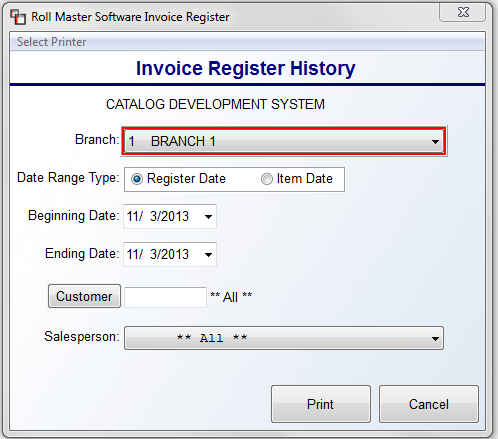 Roll Master Software Invoice Register
Select Printer
Invoice Register History
CATALOG DEVELOPMENT SYSTEM
Branch: 1 BRANCH 1
Date Range Type: Register Date Item Date
Beginning Date: 11/ 3/2013
Ending Date: 11/ 3/2013
Customer ** All **
Salesperson: ** All **
Print Cancel